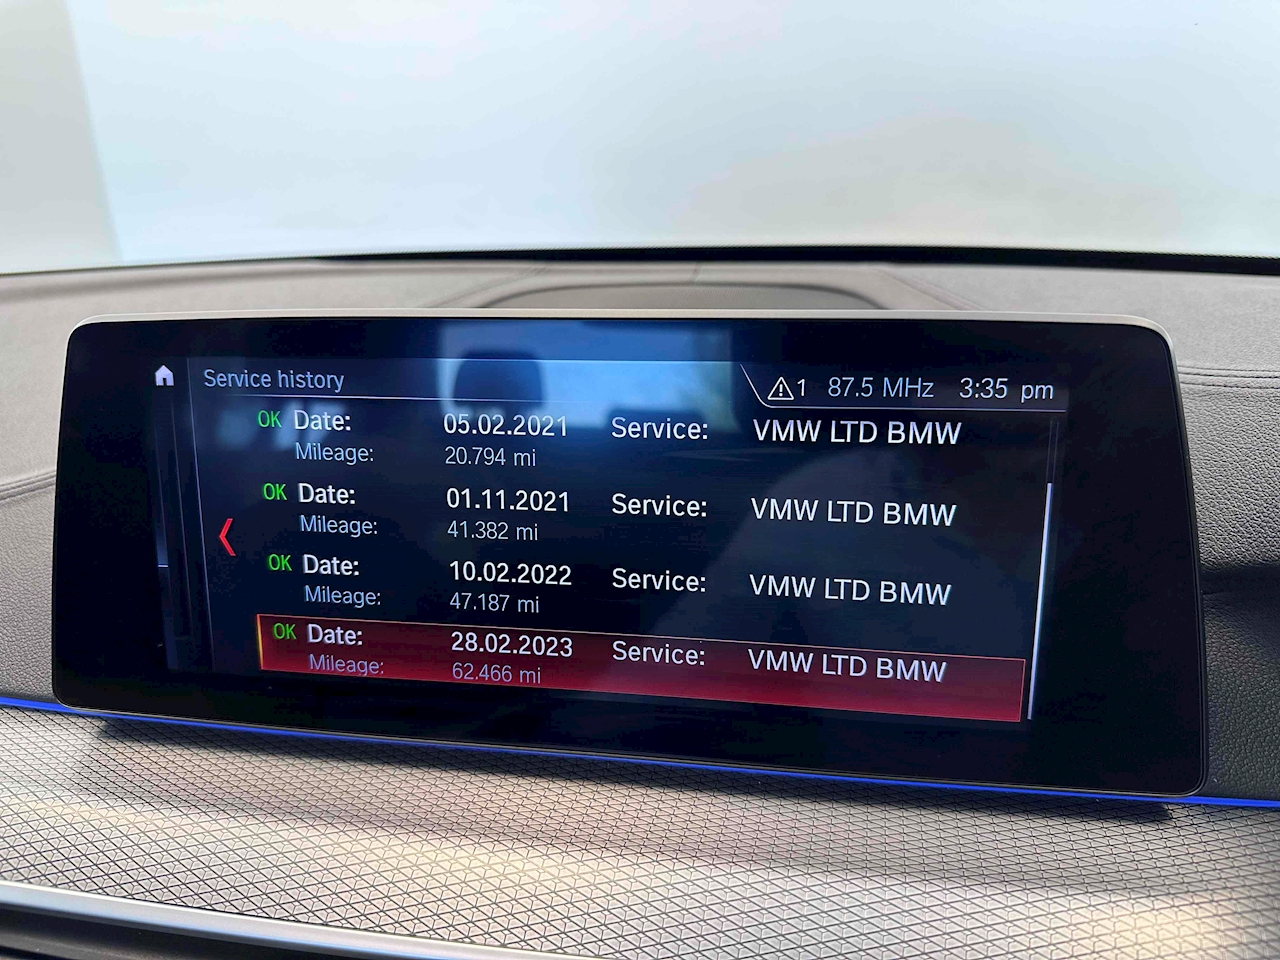 Service history
1 87.5 MHz 3:35 pm
OK Date: 05.02.2021 Service: VMW LTD BMW
Mileage: 20.794 mi
OK Date: 01.11.2021 Service: VMW LTD BMW
Mileage: 41.382 mi
OK Date: 10.02.2022 Service: VMW LTD BMW
Mileage: 47.187 mi
OK Date: 28.02.2023 Service: VMW LTD BMW
Mileage: 62.466 mi